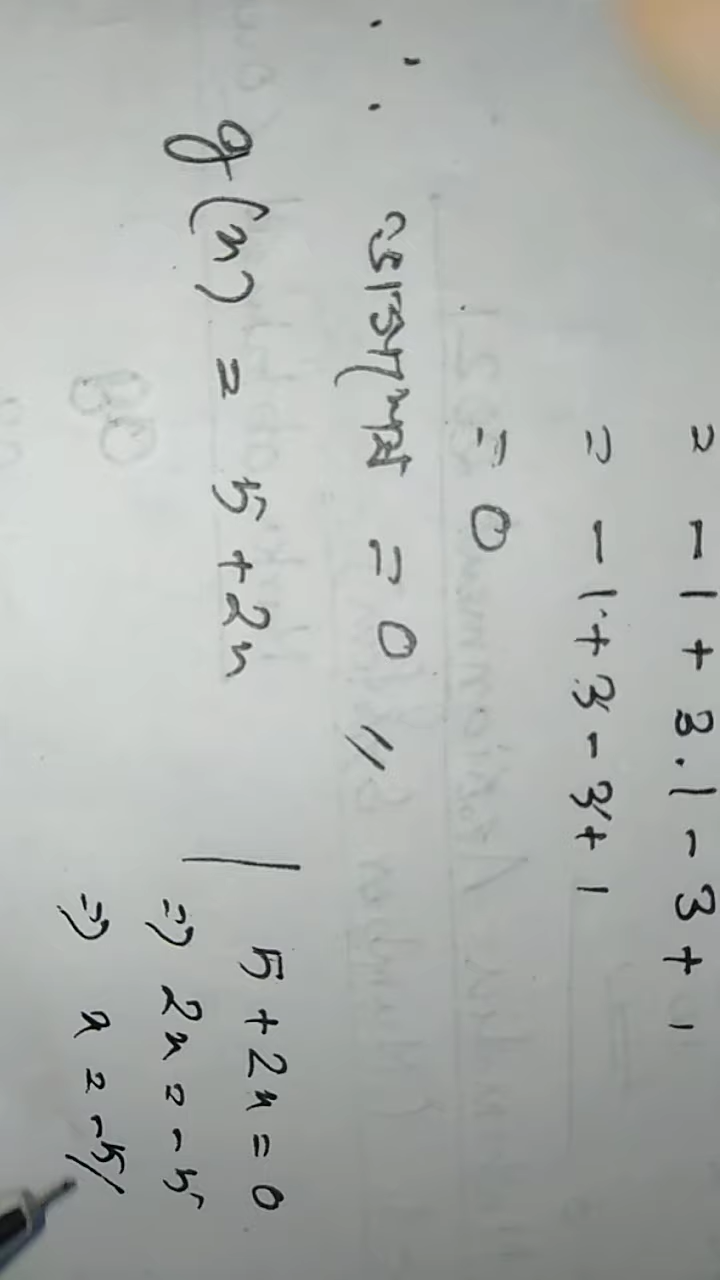 = - 1 + 3 . 1 - 3 + 1
= - 1 + 3 - 3 + 1
= 0
∴ ভাগশেষ = 0 //
g(x) = 5 + 2x
5 + 2x = 0
⇒ 2x = - 5
⇒ x = - 5/